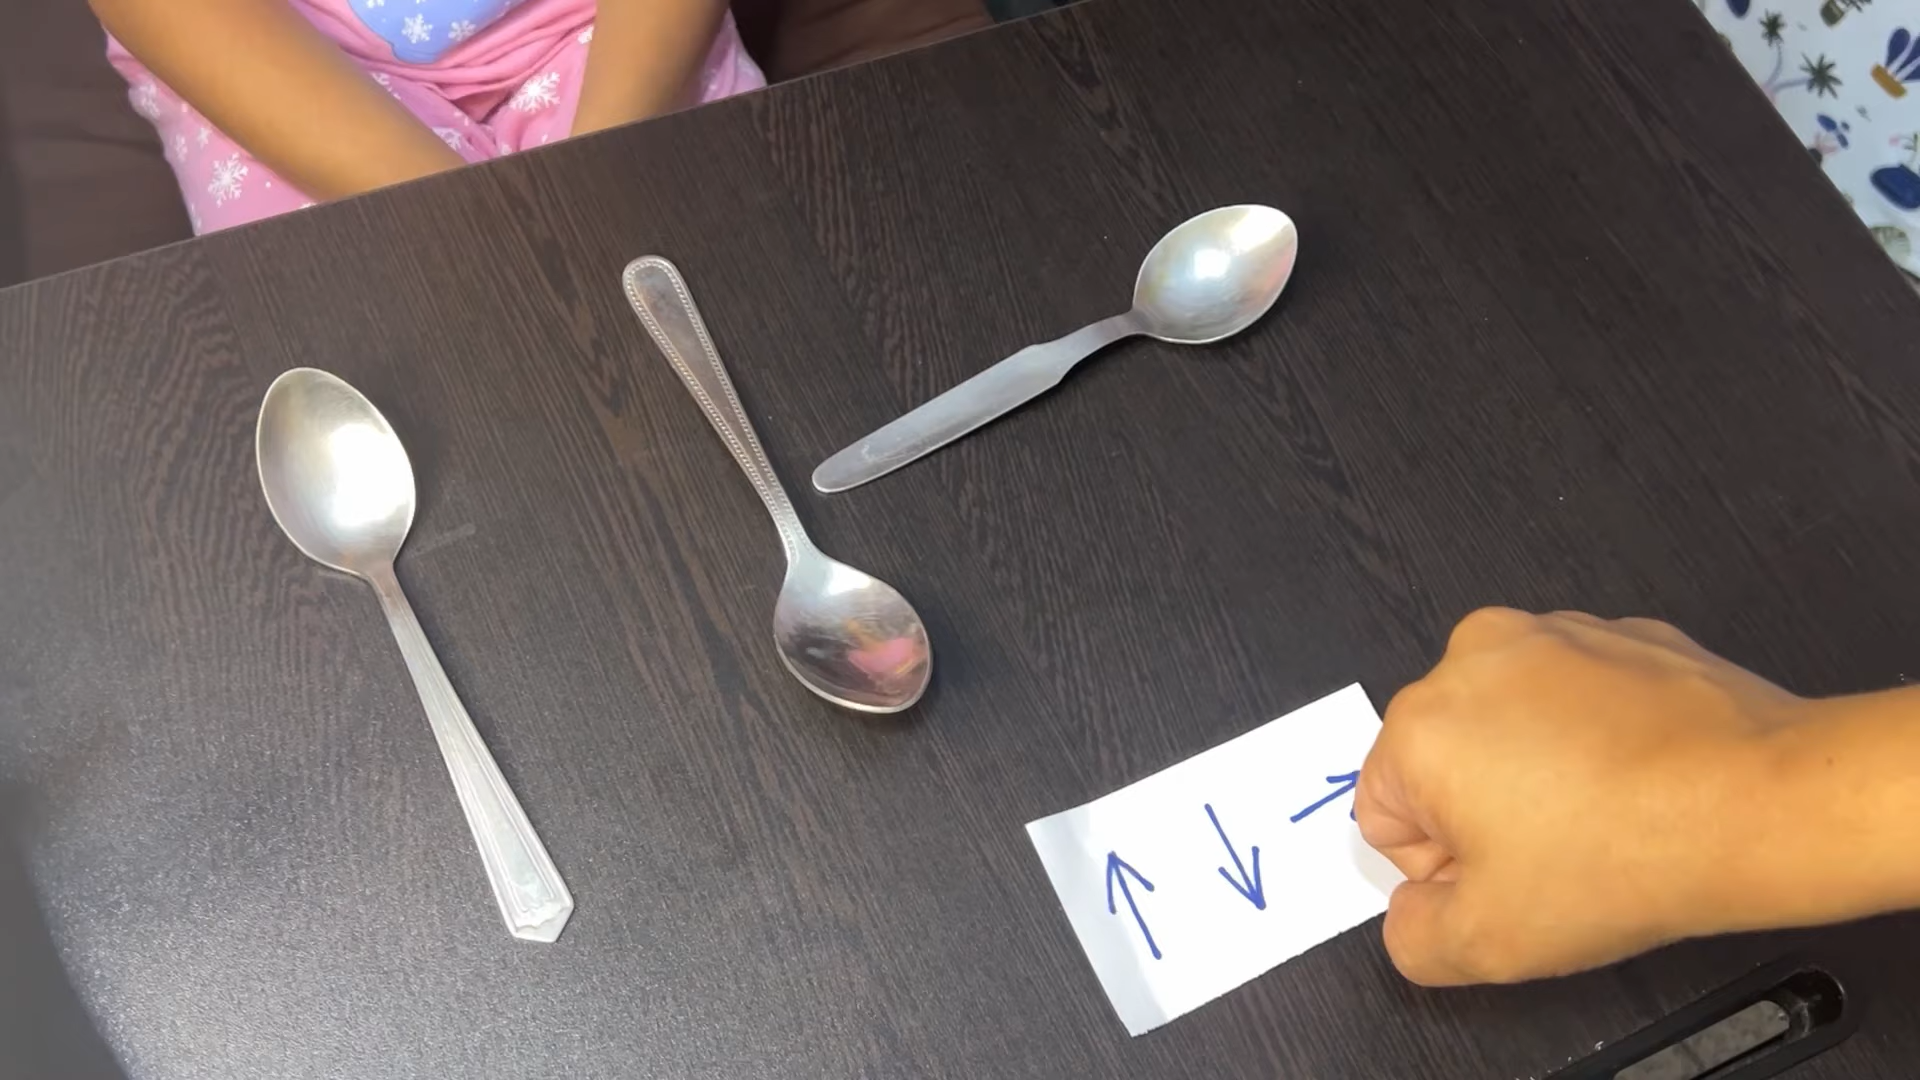 ↑ ↓ →